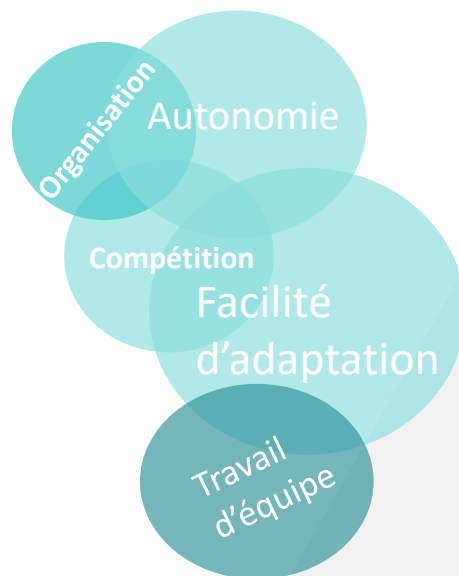 Organisation
Autonomie
Compétition
Facilité
d’adaptation
Travail
d’équipe